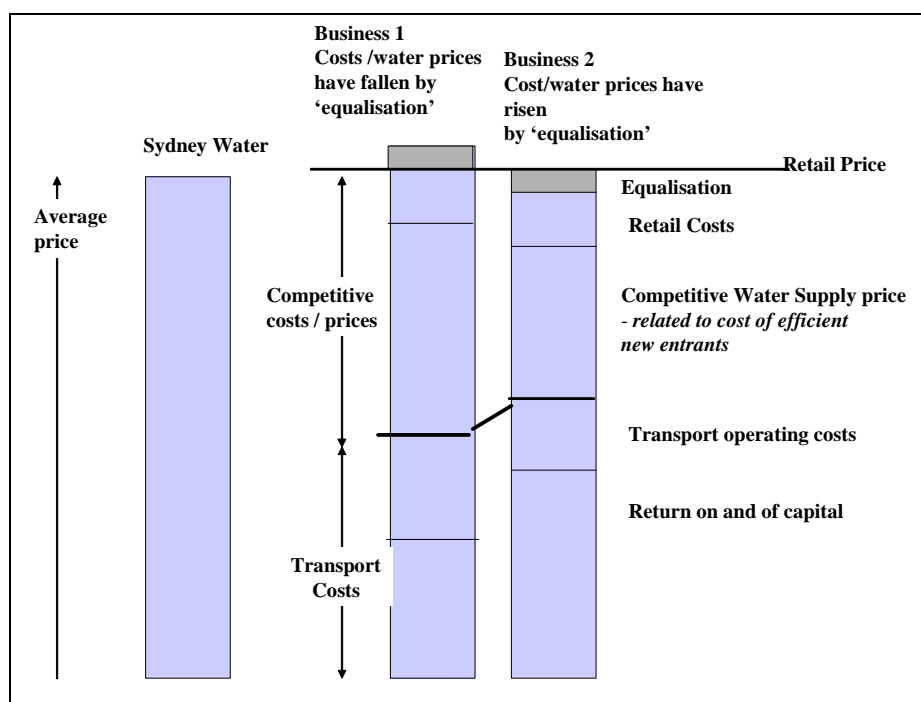 Business 1
Costs /water prices
have fallen by
‘equalisation’
Business 2
Cost/water prices have
risen
by ‘equalisation’
Sydney Water
Retail Price
Equalisation
Average
price
Retail Costs
Competitive
costs / prices
Competitive Water Supply price
- related to cost of efficient
new entrants
Transport operating costs
Return on and of capital
Transport
Costs